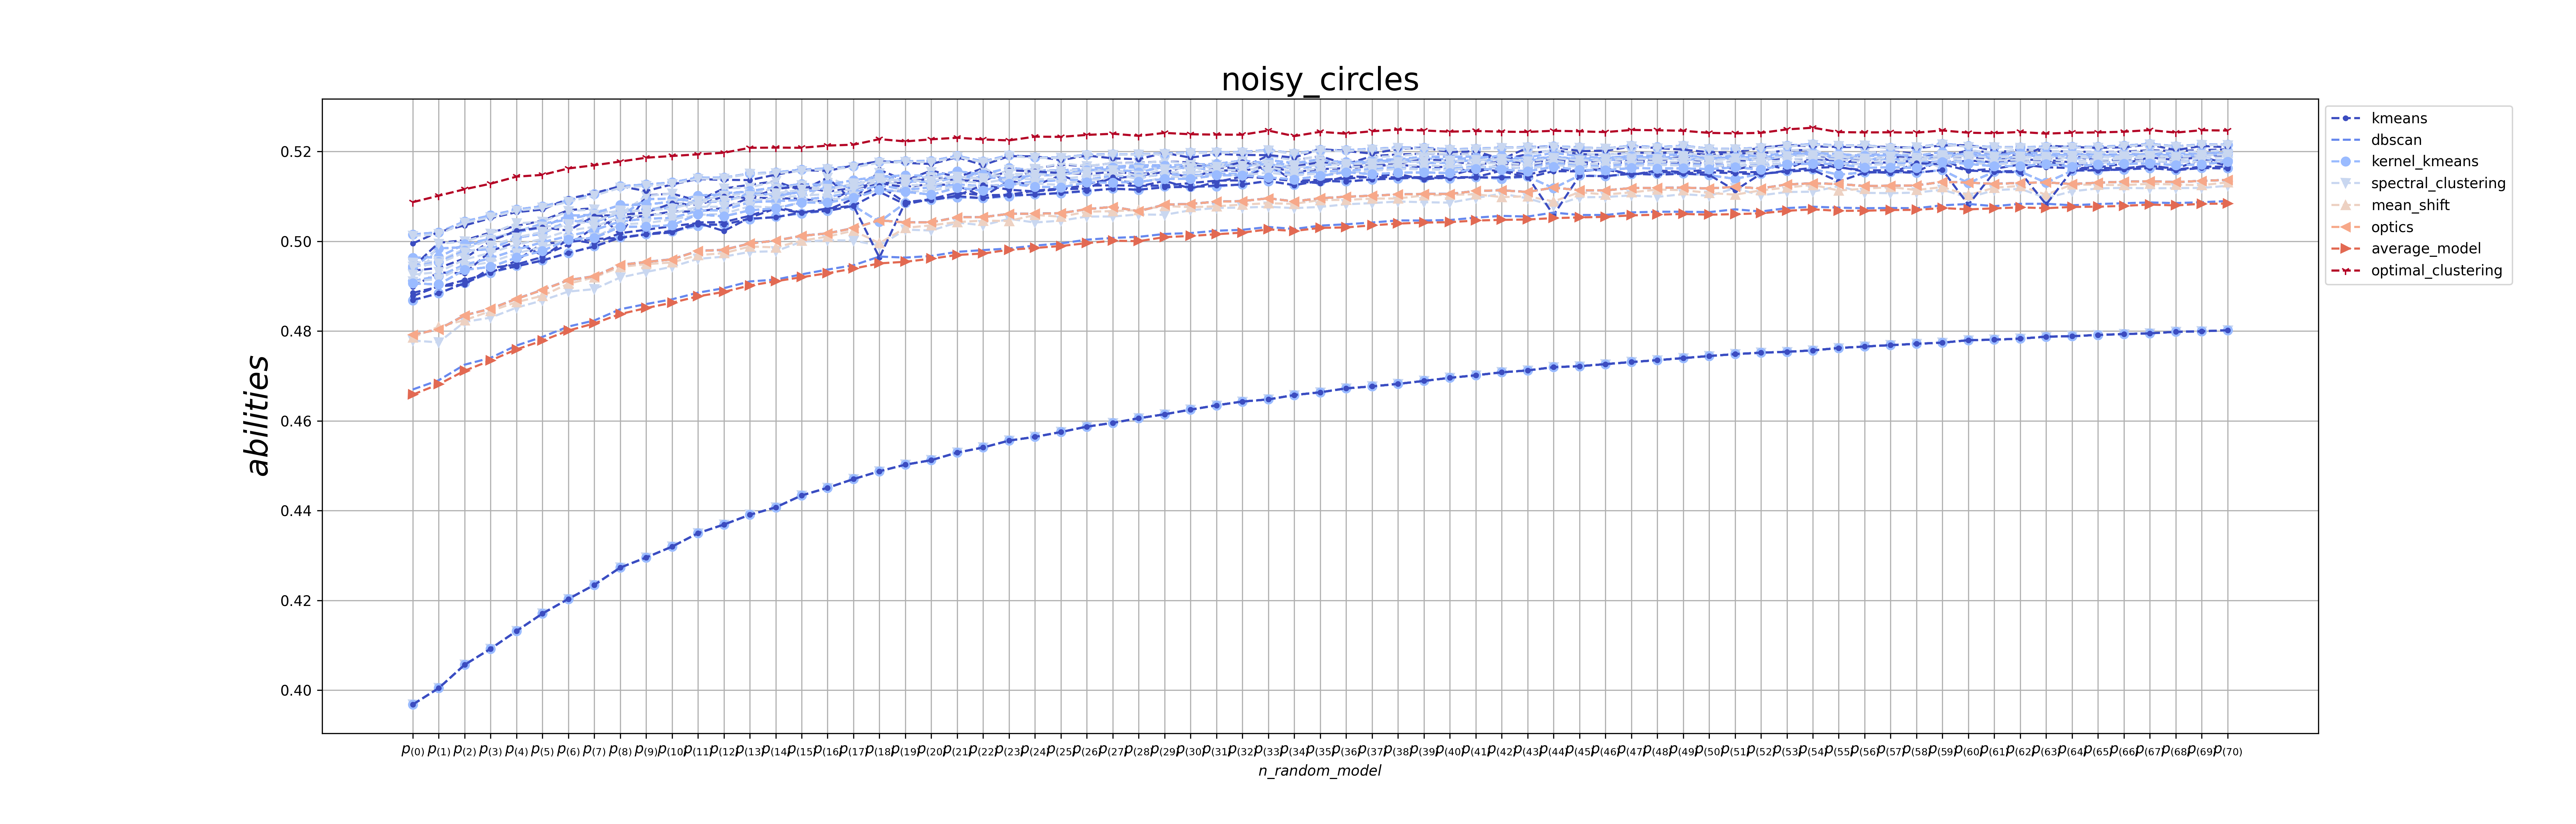 noisy_circles
abilities
0.52
0.50
0.48
0.46
0.44
0.42
0.40
kmeans
dbscan
kernel_kmeans
spectral_clustering
mean_shift
optics
average_model
optimal_clustering
p(0) p(1) p(2) p(3) p(4) p(5) p(6) p(7) p(8) p(9) p(10 p(11 p(12 p(13 p(14 p(15 p(16 p(17 p(18 p(19 p(20 p(21 p(22 p(23 p(24 p(25 p(26 p(27 p(28 p(29 p(30 p(31 p(32 p(33 p(34 p(35 p(36 p(37 p(38 p(39 p(40 p(41 p(42 p(43 p(44 p(45 p(46 p(47 p(48 p(49 p(50 p(51 p(52 p(53 p(54 p(55 p(56 p(57 p(58 p(59 p(60 p(61 p(62 p(63 p(64 p(65 p(66 p(67 p(68 p(69 p(70)
n_random_model